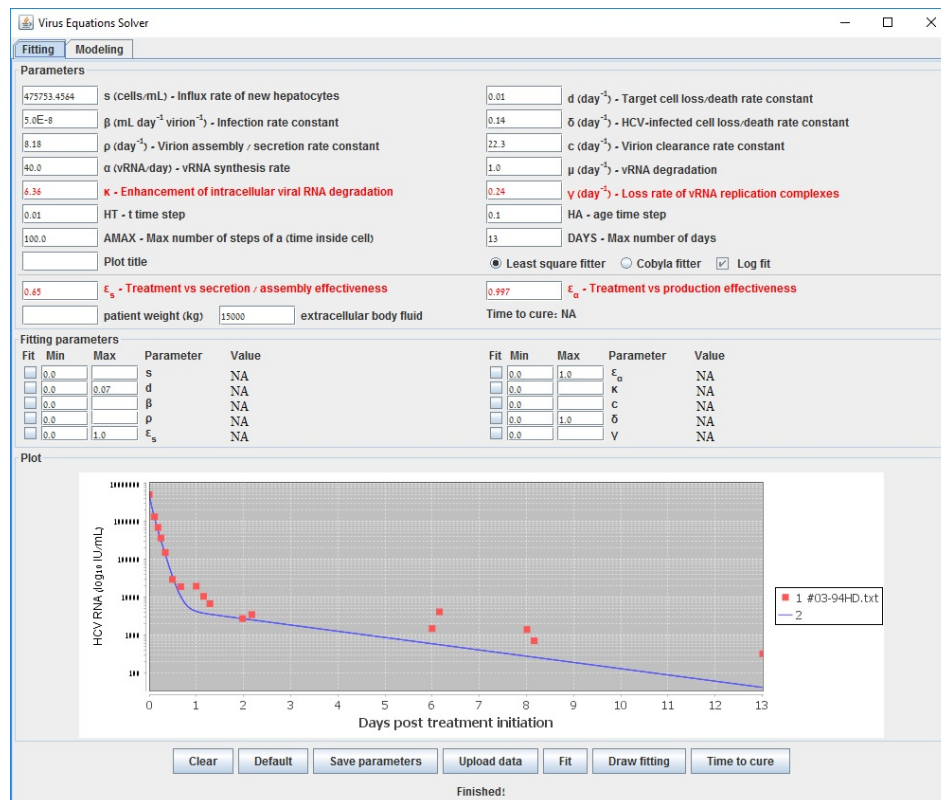 Virus Equations Solver
Fitting Modeling
Parameters
475753.4564 s (cells/mL) - Influx rate of new hepatocytes 0.01 d (day⁻¹) - Target cell loss/death rate constant
5.0E-8 β (mL day⁻¹ virion⁻¹) - Infection rate constant 0.14 δ (day⁻¹) - HCV-infected cell loss/death rate constant
8.18 ρ (day⁻¹) - Virion assembly / secretion rate constant 22.3 c (day⁻¹) - Virion clearance rate constant
40.0 α (vRNA/day) - vRNA synthesis rate 1.0 μ (day⁻¹) - vRNA degradation
6.36 κ - Enhancement of intracellular viral RNA degradation 0.24 γ (day⁻¹) - Loss rate of vRNA replication complexes
0.01 HT - t time step 0.1 HA - age time step
100.0 AMAX - Max number of steps of a (time inside cell) 13 DAYS - Max number of days
Plot title Least square fitter Cobyla fitter Log fit
0.65 εs - Treatment vs secretion / assembly effectiveness 0.997 εα - Treatment vs production effectiveness
patient weight (kg) 15000 extracellular body fluid Time to cure: NA
Fitting parameters
Fit Min Max Parameter Value Fit Min Max Parameter Value
0.0 s NA 0.0 1.0 εα NA
0.0 0.07 d NA 0.0 κ NA
0.0 β NA 0.0 c NA
0.0 ρ NA 0.0 1.0 δ NA
0.0 1.0 εs NA 0.0 γ NA
Plot
HCV RNA (log10 IU/mL)
1000000
100000
10000
1000
100
100
1 #03-94HD.txt
2
0 1 2 3 4 5 6 7 8 9 10 11 12 13
Days post treatment initiation
Clear Default Save parameters Upload data Fit Draw fitting Time to cure
Finished!